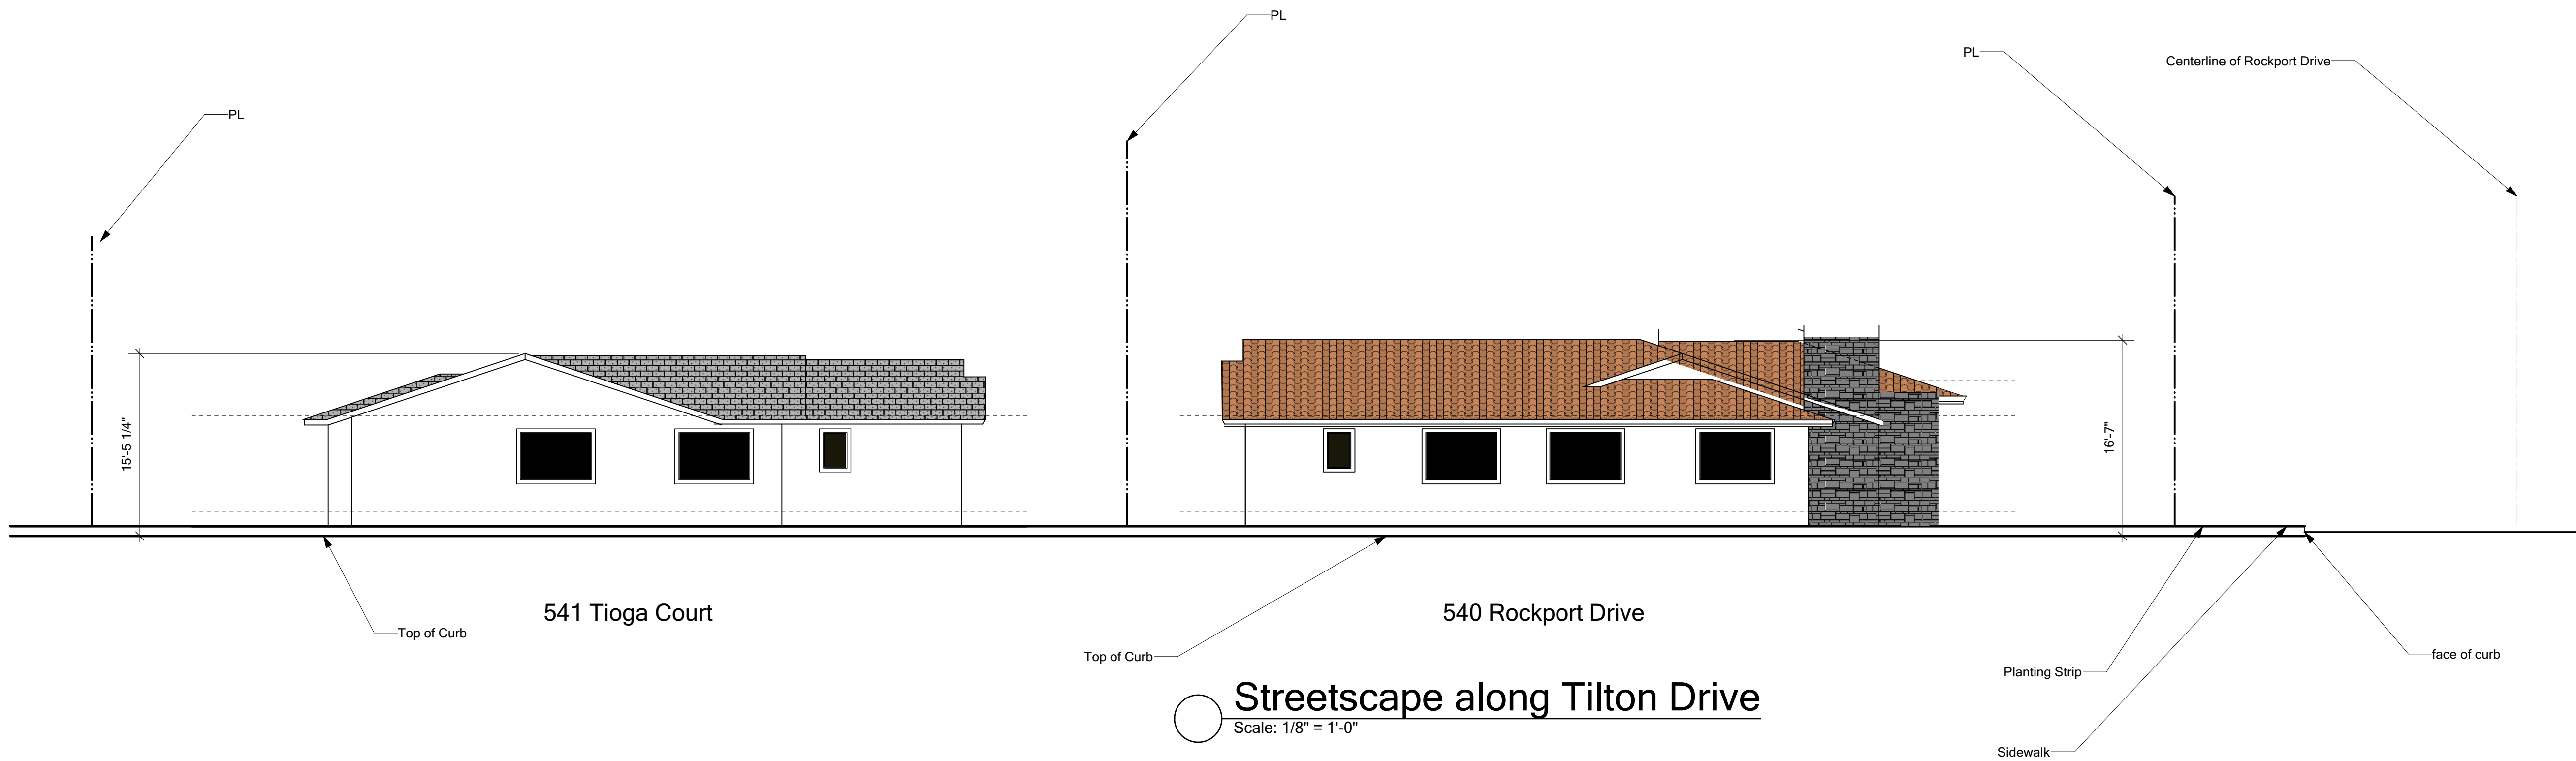 PL
PL
Centerline of Rockport Drive
PL
15'-5 1/4"
16'-7"
541 Tioga Court
540 Rockport Drive
Top of Curb
Top of Curb
face of curb
Planting Strip
Streetscape along Tilton Drive
Scale: 1/8" = 1'-0"
Sidewalk